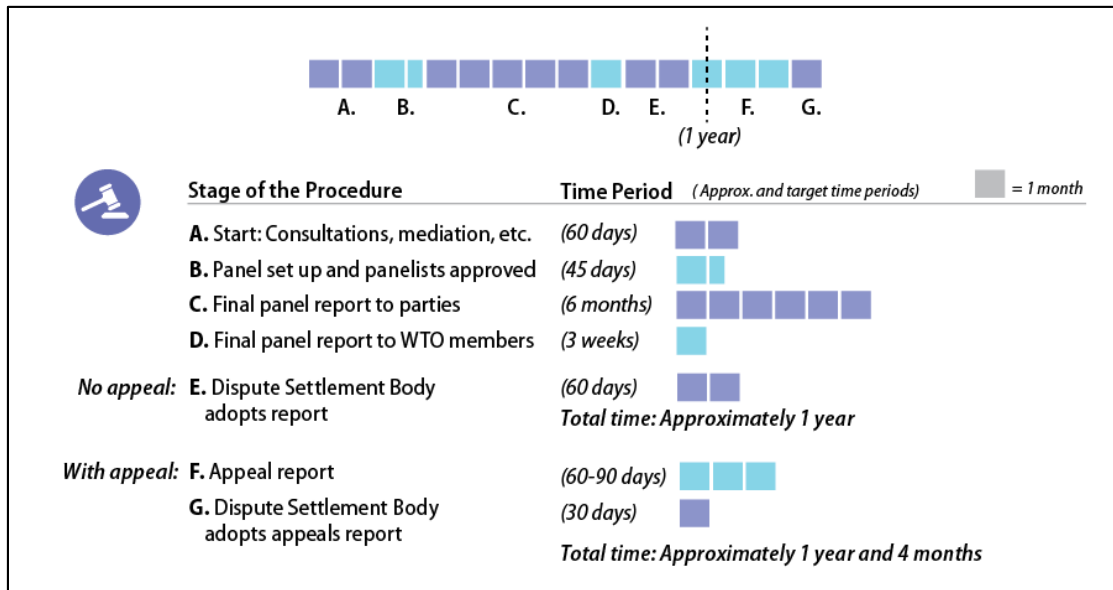 A. B. C. D. E. F. G.
(1 year)
Stage of the Procedure Time Period ( Approx. and target time periods) = 1 month
A. Start: Consultations, mediation, etc. (60 days)
B. Panel set up and panelists approved (45 days)
C. Final panel report to parties (6 months)
D. Final panel report to WTO members (3 weeks)
No appeal: E. Dispute Settlement Body (60 days)
adopts report Total time: Approximately 1 year
With appeal: F. Appeal report (60-90 days)
G. Dispute Settlement Body (30 days)
adopts appeals report
Total time: Approximately 1 year and 4 months